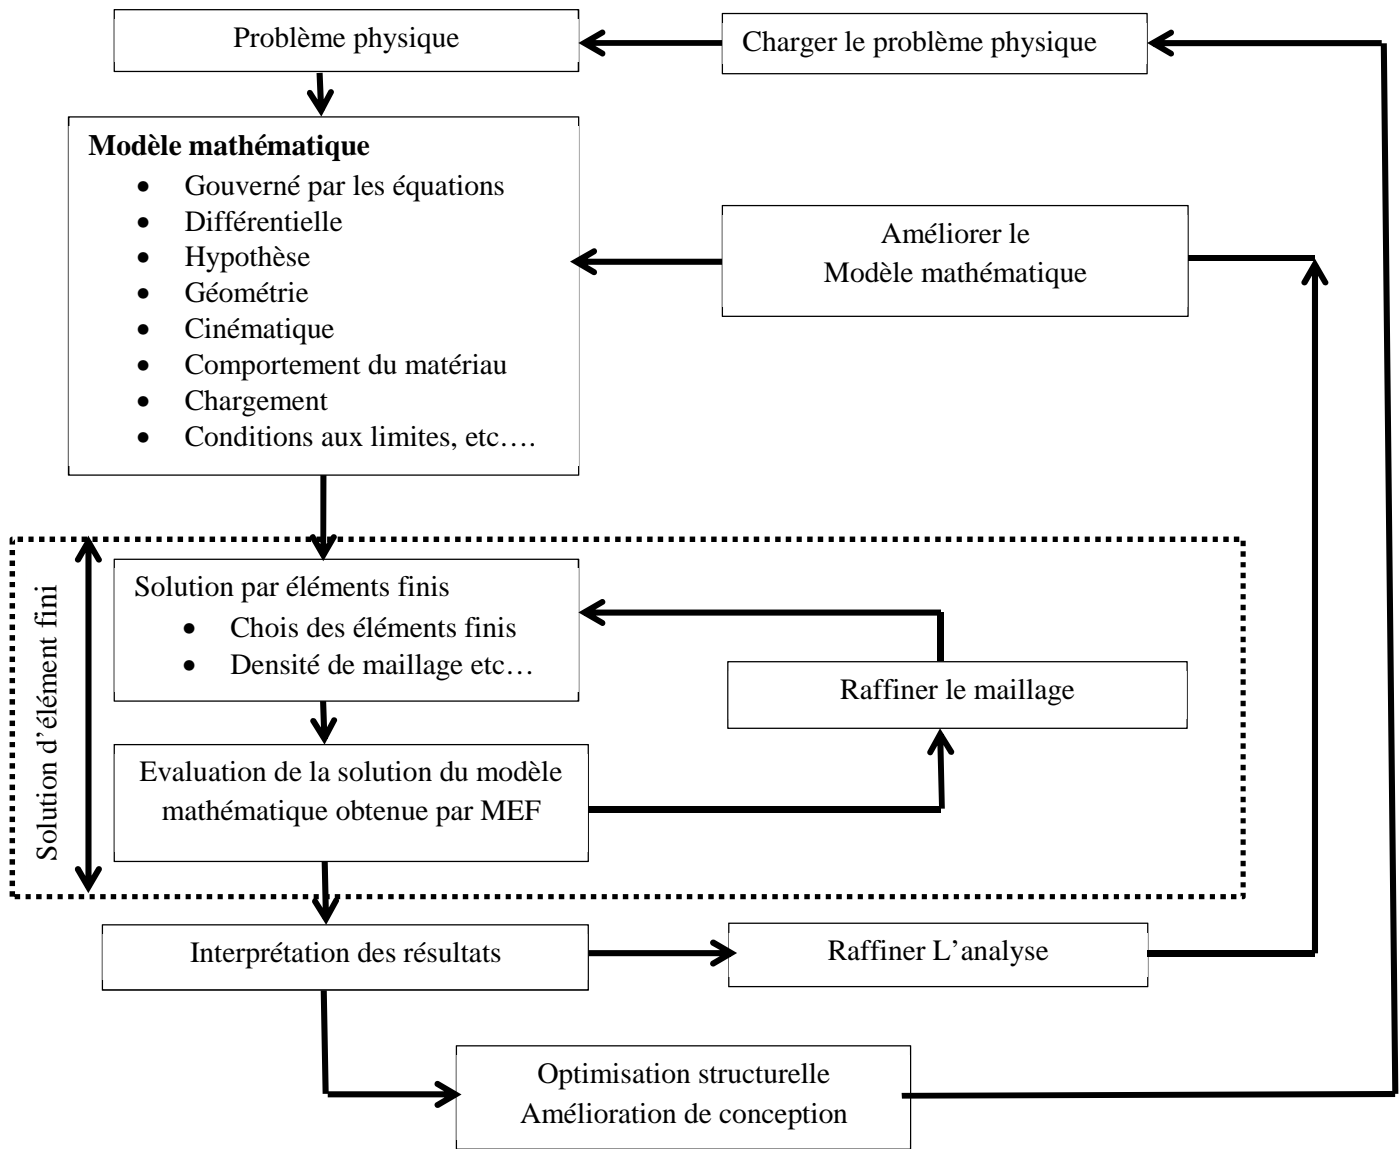 Problème physique
Charger le problème physique
Modèle mathématique
• Gouverné par les équations
• Différentielle
• Hypothèse
• Géométrie
• Cinématique
• Comportement du matériau
• Chargement
• Conditions aux limites, etc….
Améliorer le
Modèle mathématique
Solution d’élément fini
Solution par éléments finis
• Chois des éléments finis
• Densité de maillage etc…
Raffiner le maillage
Evaluation de la solution du modèle
mathématique obtenue par MEF
Interprétation des résultats
Raffiner L’analyse
Optimisation structurelle
Amélioration de conception